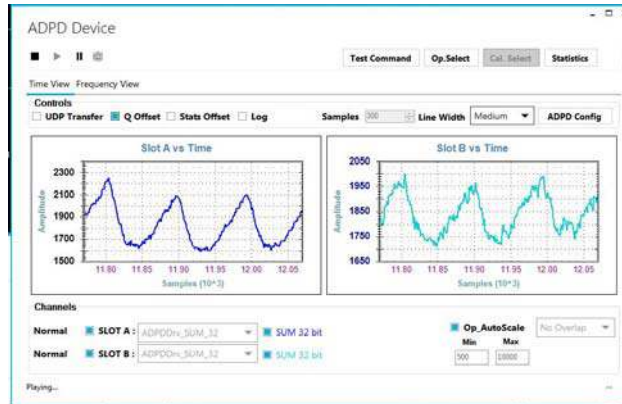 ADPD Device
Test Command Op.Select Cal. Select Statistics
Time View Frequency View
Controls
UDP Transfer Q Offset Stats Offset Log Samples 300 Line Width Medium ADPD Config
Slot A vs Time
Amplitude
2300
2100
1900
1700
1500
11.80 11.85 11.90 11.95 12.00 12.05
Samples (10^3)
Slot B vs Time
Amplitude
2050
1950
1850
1750
1650
11.80 11.85 11.90 11.95 12.00 12.05
Samples (10^3)
Channels
Normal SLOT A : ADPDDrv_SUM_32 SUM 32 bit
Op_AutoScale No Overlap
Min Max
Normal SLOT B : ADPDDrv_SUM_32 SUM 32 bit
500 10000
Playing...